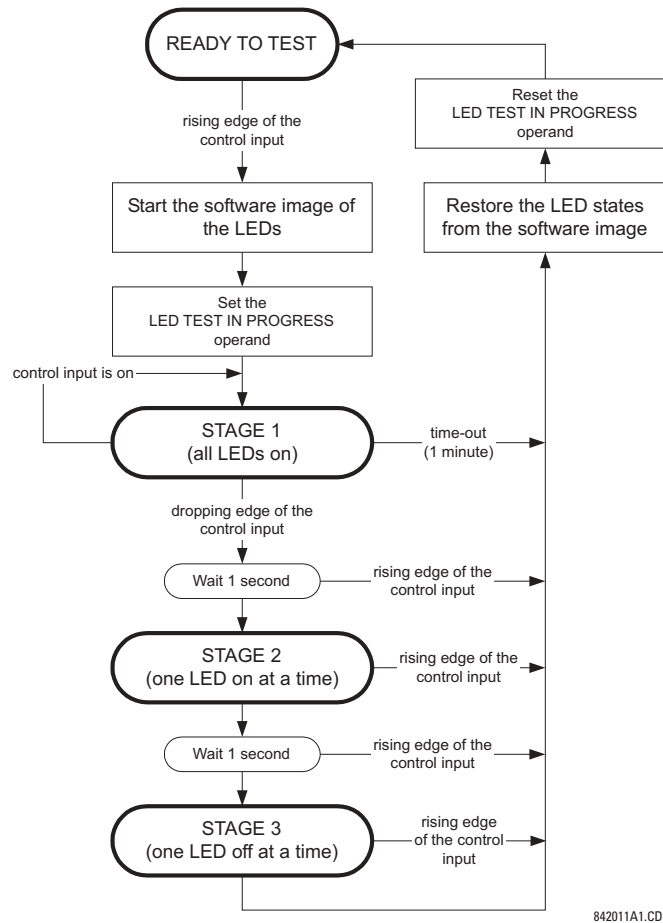 READY TO TEST
rising edge of the
control input
Start the software image of
the LEDs
Set the
LED TEST IN PROGRESS
operand
control input is on
STAGE 1
(all LEDs on)
time-out
(1 minute)
dropping edge of the
control input
Wait 1 second
rising edge of the
control input
STAGE 2
(one LED on at a time)
rising edge of the
control input
Wait 1 second
rising edge of the
control input
STAGE 3
(one LED off at a time)
rising edge
of the control
input
Restore the LED states
from the software image
Reset the
LED TEST IN PROGRESS
operand
842011A1.CDR